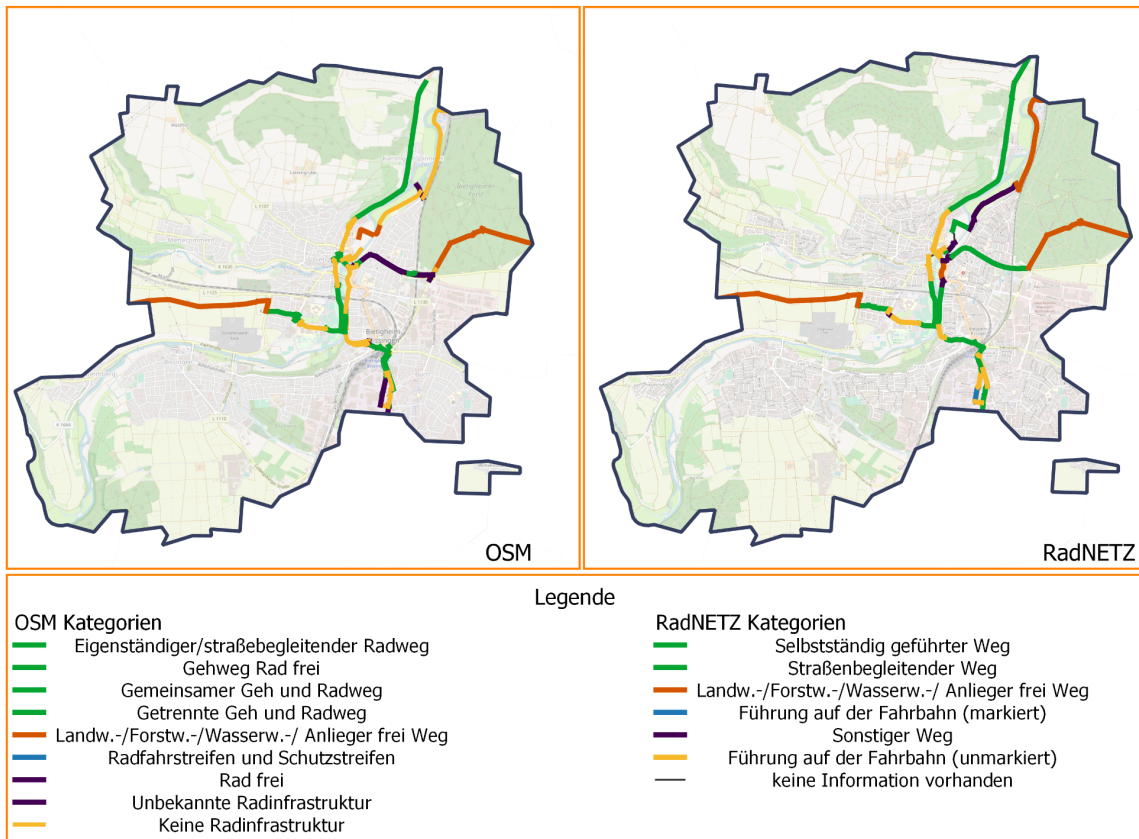 OSM
RadNETZ
Legende
OSM Kategorien
Eigenständiger/straßebegleitender Radweg
Gehweg Rad frei
Gemeinsamer Geh und Radweg
Getrennte Geh und Radweg
Landw.-/Forstw.-/Wasserw.-/ Anlieger frei Weg
Radfahrstreifen und Schutzstreifen
Rad frei
Unbekannte Radinfrastruktur
Keine Radinfrastruktur
RadNETZ Kategorien
Selbstständig geführter Weg
Straßenbegleitender Weg
Landw.-/Forstw.-/Wasserw.-/ Anlieger frei Weg
Führung auf der Fahrbahn (markiert)
Sonstiger Weg
Führung auf der Fahrbahn (unmarkiert)
keine Information vorhanden